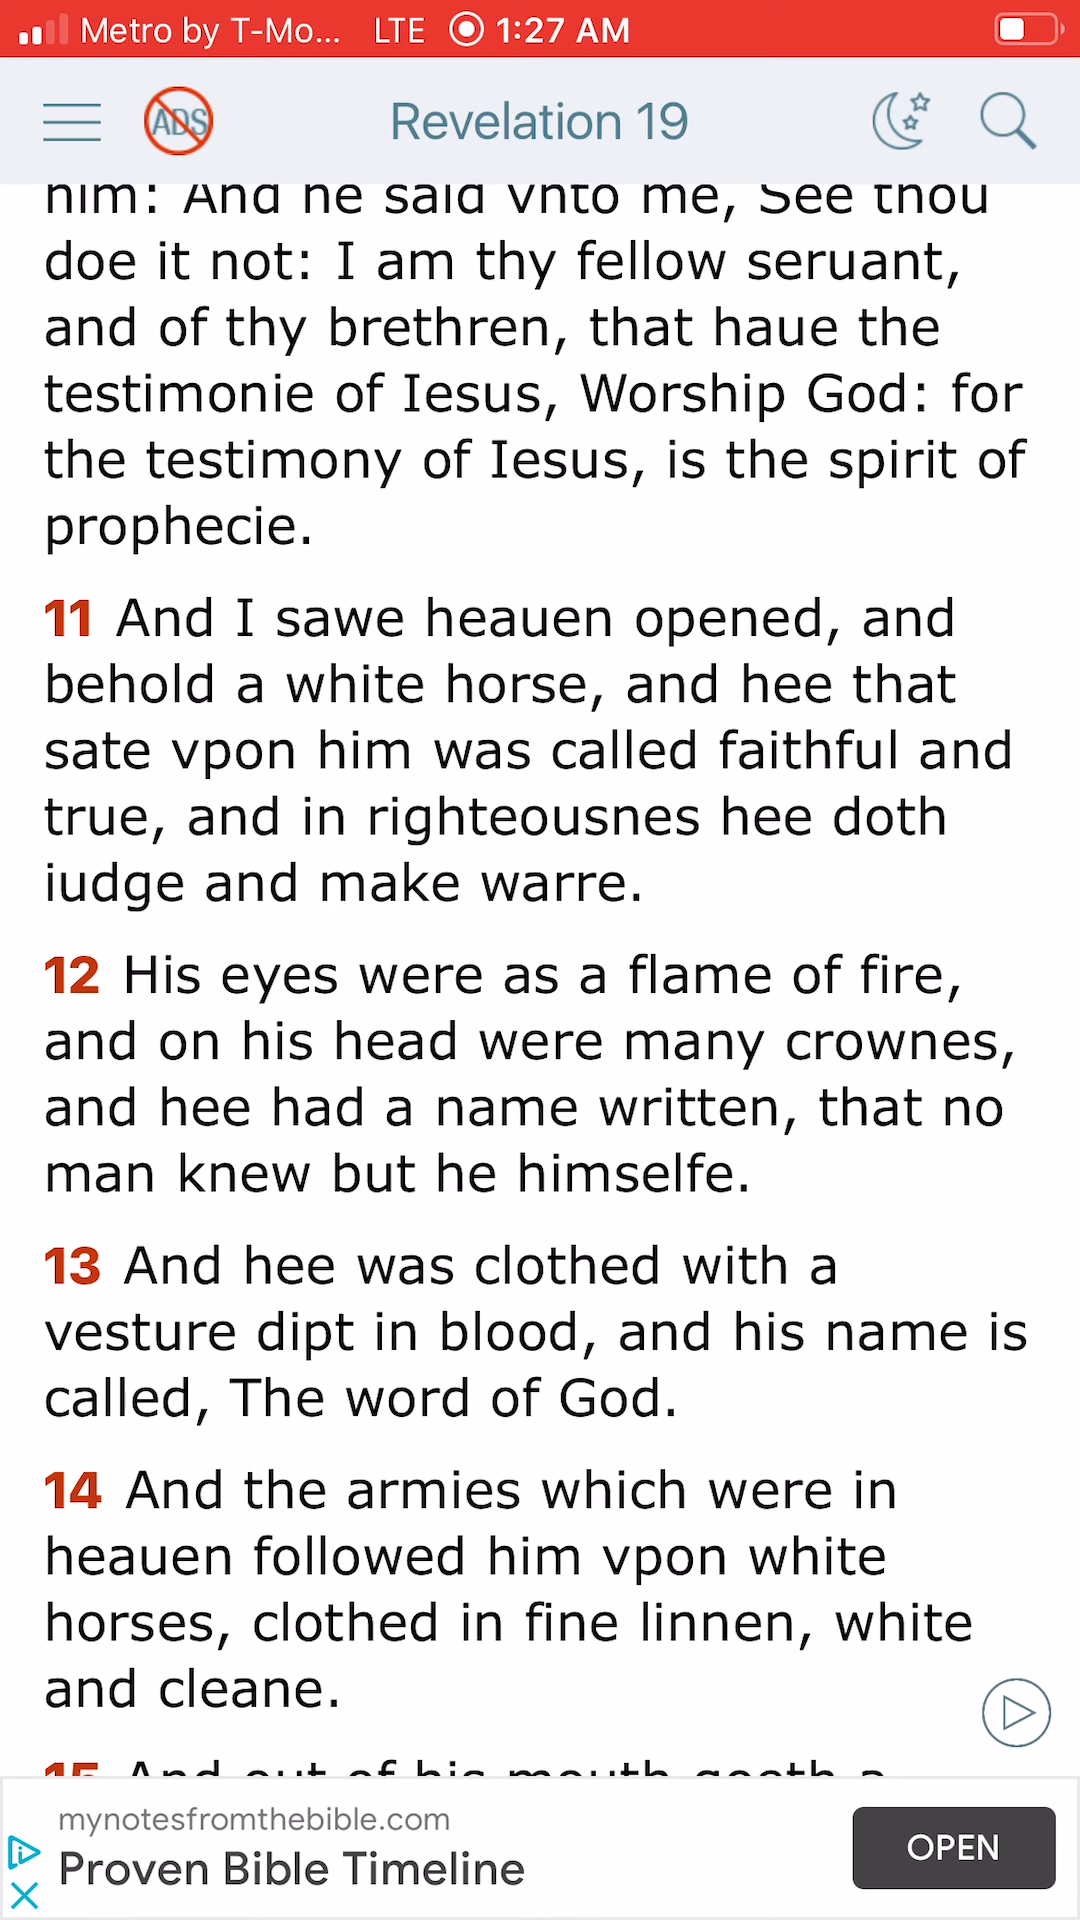 Metro by T-Mo... LTE 1:27 AM
ADS Revelation 19
him: And he said vnto me, See thou
doe it not: I am thy fellow seruant,
and of thy brethren, that haue the
testimonie of Iesus, Worship God: for
the testimony of Iesus, is the spirit of
prophecie.
11 And I sawe heauen opened, and
behold a white horse, and hee that
sate vpon him was called faithful and
true, and in righteousnes hee doth
iudge and make warre.
12 His eyes were as a flame of fire,
and on his head were many crownes,
and hee had a name written, that no
man knew but he himselfe.
13 And hee was clothed with a
vesture dipt in blood, and his name is
called, The word of God.
14 And the armies which were in
heauen followed him vpon white
horses, clothed in fine linnen, white
and cleane.
15 And out of his mouth goeth a
mynotesfromthebible.com
Proven Bible Timeline
OPEN